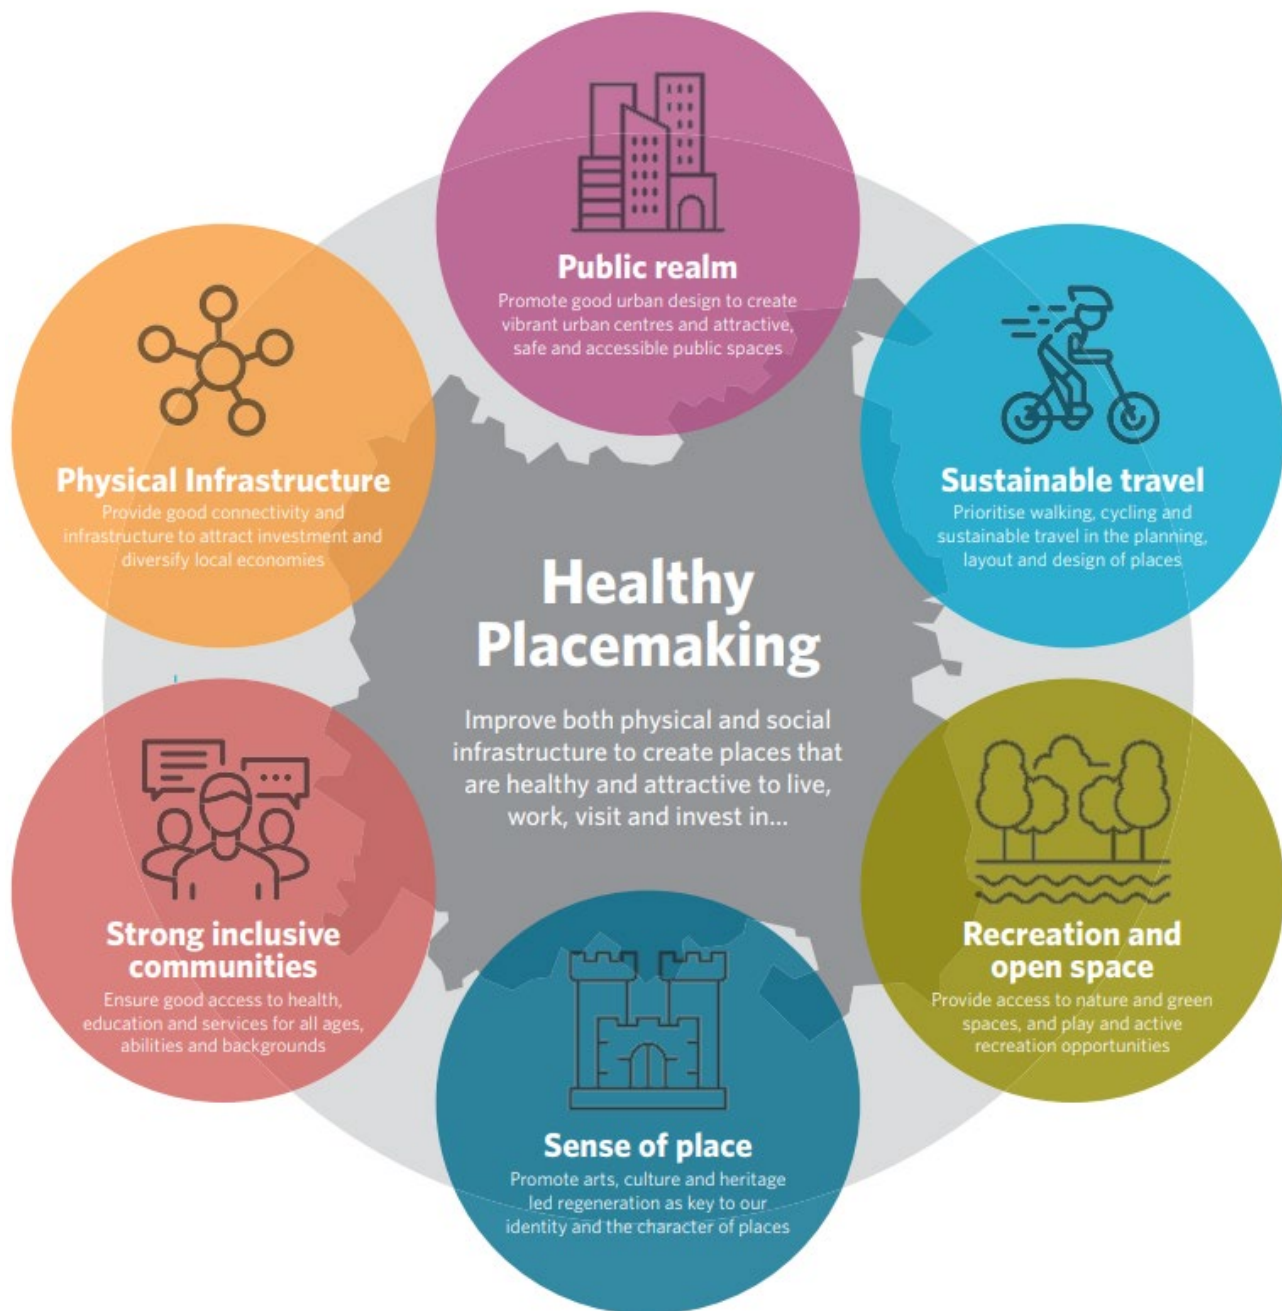 Public realm
Promote good urban design to create
vibrant urban centres and attractive,
safe and accessible public spaces
Physical Infrastructure
Provide good connectivity and
infrastructure to attract investment and
diversify local economies
Sustainable travel
Prioritise walking, cycling and
sustainable travel in the planning,
layout and design of places
Healthy
Placemaking
Improve both physical and social
infrastructure to create places that
are healthy and attractive to live,
work, visit and invest in...
Strong inclusive
communities
Ensure good access to health,
education and services for all ages,
abilities and backgrounds
Recreation and
open space
Provide access to nature and green
spaces, and play and active
recreation opportunities
Sense of place
Promote arts, culture and heritage
led regeneration as key to our
identity and the character of places